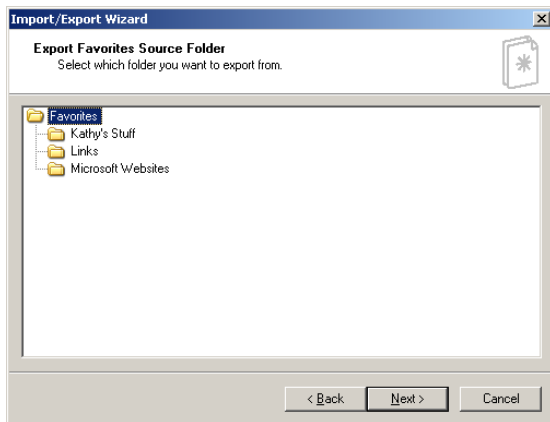 Import/Export Wizard
Export Favorites Source Folder
Select which folder you want to export from.
Favorites
Kathy's Stuff
Links
Microsoft Websites
< Back
Next >
Cancel